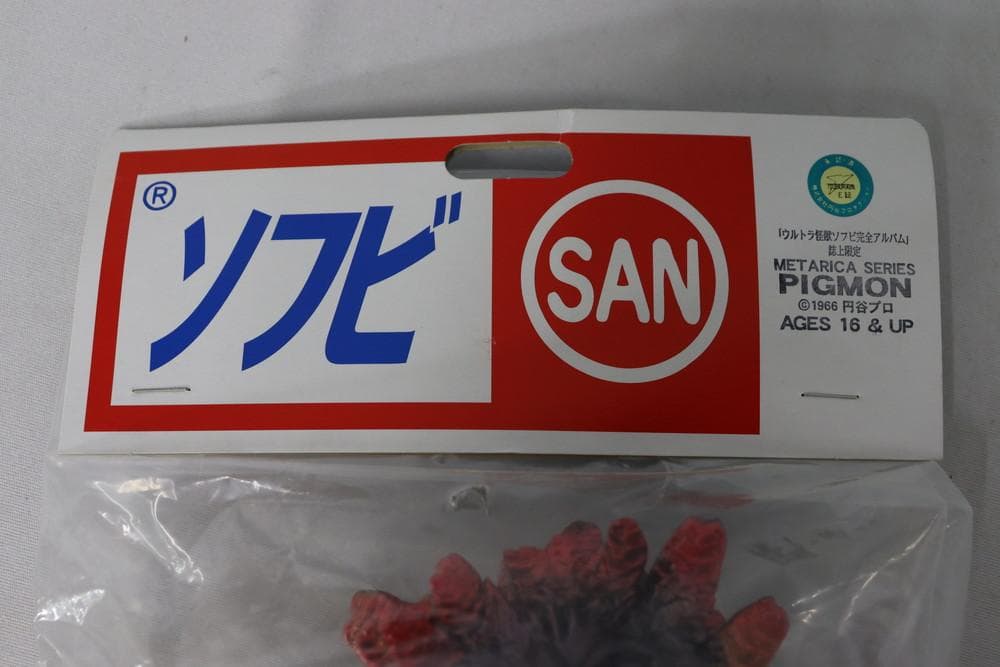 ®
ソフビ
SAN
「ウルトラ怪獣ソフビ完全アルバム」
誌上限定
METARICA SERIES
PIGMON
©1966 円谷プロ
AGES 16 & UP